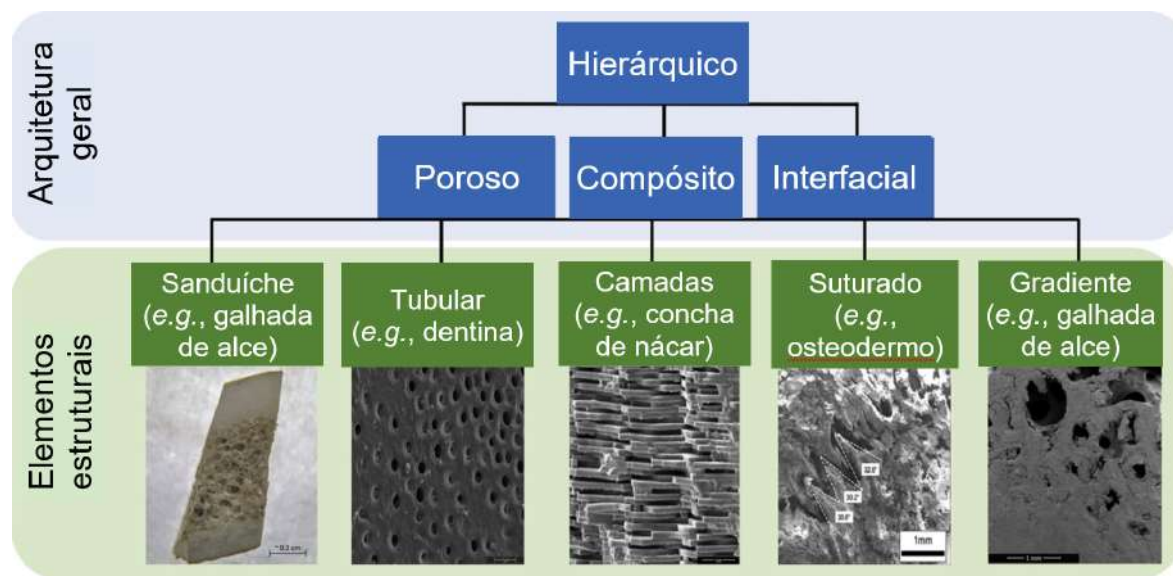 Arquitetura
geral
Hierárquico
Poroso
Compósito
Interfacial
Elementos
estruturais
Sanduíche
(e.g., galhada
de alce)
Tubular
(e.g., dentina)
Camadas
(e.g., concha
de nácar)
Suturado
(e.g.,
osteodermo)
Gradiente
(e.g., galhada
de alce)
1mm
1 mm